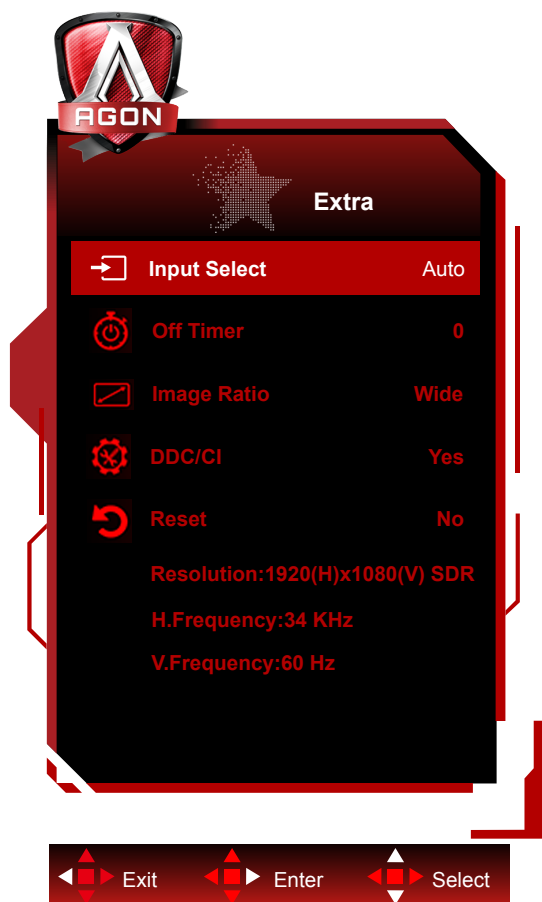 AGON
Extra
Input Select Auto
Off Timer 0
Image Ratio Wide
DDC/CI Yes
Reset No
Resolution:1920(H)x1080(V) SDR
H.Frequency:34 KHz
V.Frequency:60 Hz
Exit Enter Select